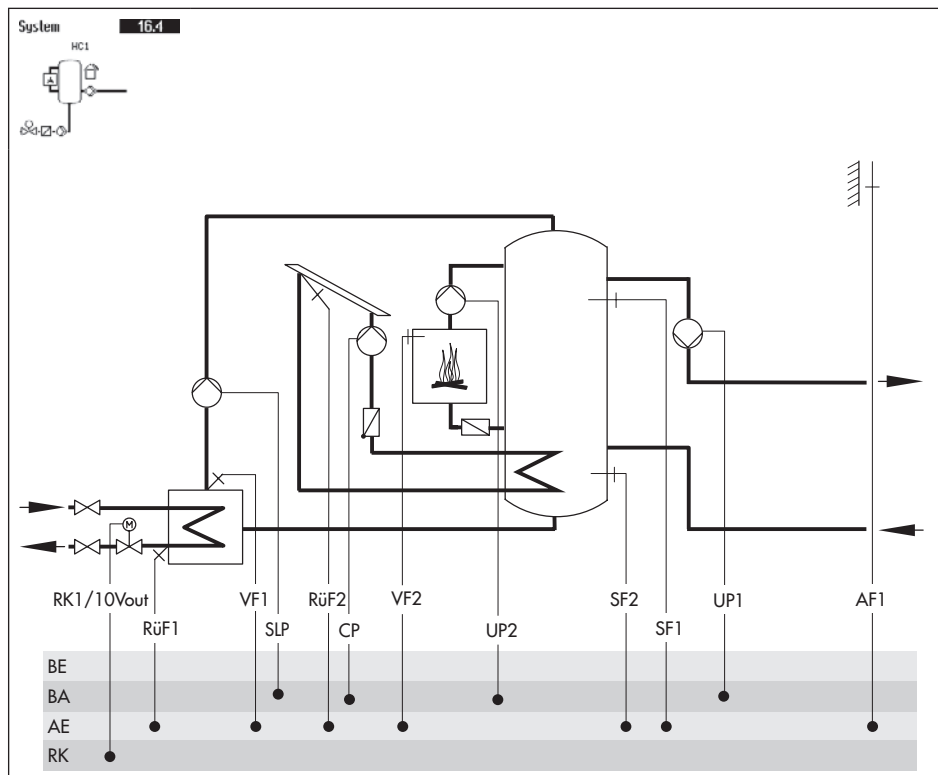 System 16.4
HC1
M
RK1/10Vout VF1 RüF2 VF2 SF2 UP1 AF1
RüF1 SLP CP UP2 SF1
BE
BA
AE
RK